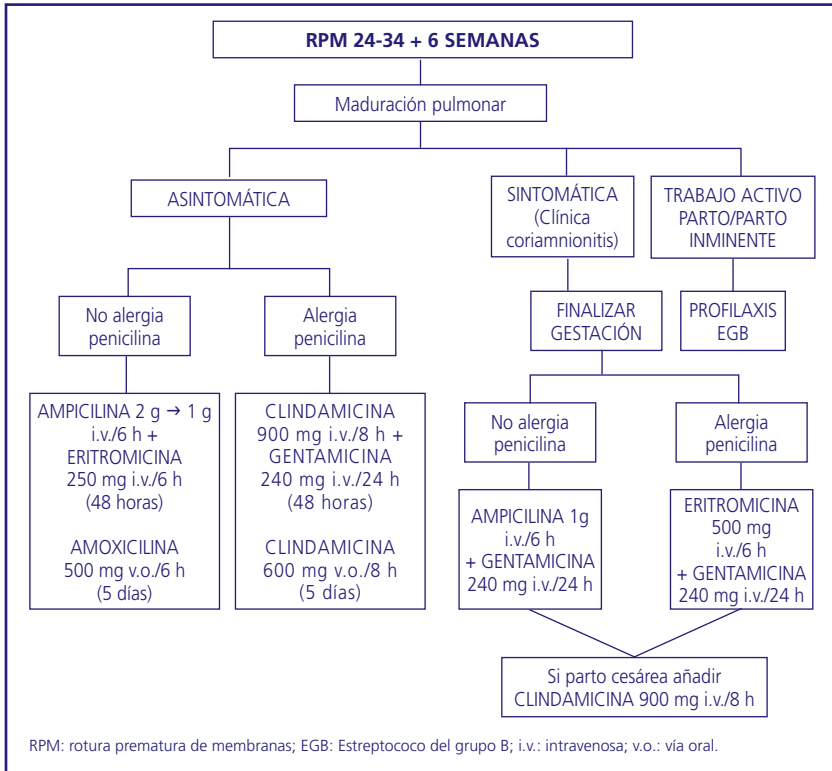 RPM 24-34 + 6 SEMANAS
Maduración pulmonar
ASINTOMÁTICA
SINTOMÁTICA
(Clínica
coriamnionitis)
TRABAJO ACTIVO
PARTO/PARTO
INMINENTE
No alergia
penicilina
Alergia
penicilina
FINALIZAR
GESTACIÓN
PROFILAXIS
EGB
AMPICILINA 2 g → 1 g
i.v./6 h +
ERITROMICINA
250 mg i.v./6 h
(48 horas)
AMOXICILINA
500 mg v.o./6 h
(5 días)
CLINDAMICINA
900 mg i.v./8 h +
GENTAMICINA
240 mg i.v./24 h
(48 horas)
CLINDAMICINA
600 mg v.o./8 h
(5 días)
No alergia
penicilina
Alergia
penicilina
AMPICILINA 1g
i.v./6 h
+ GENTAMICINA
240 mg i.v./24 h
ERITROMICINA
500 mg
i.v./6 h
+ GENTAMICINA
240 mg i.v./24 h
Si parto cesárea añadir
CLINDAMICINA 900 mg i.v./8 h
RPM: rotura prematura de membranas; EGB: Estreptococo del grupo B; i.v.: intravenosa; v.o.: vía oral.